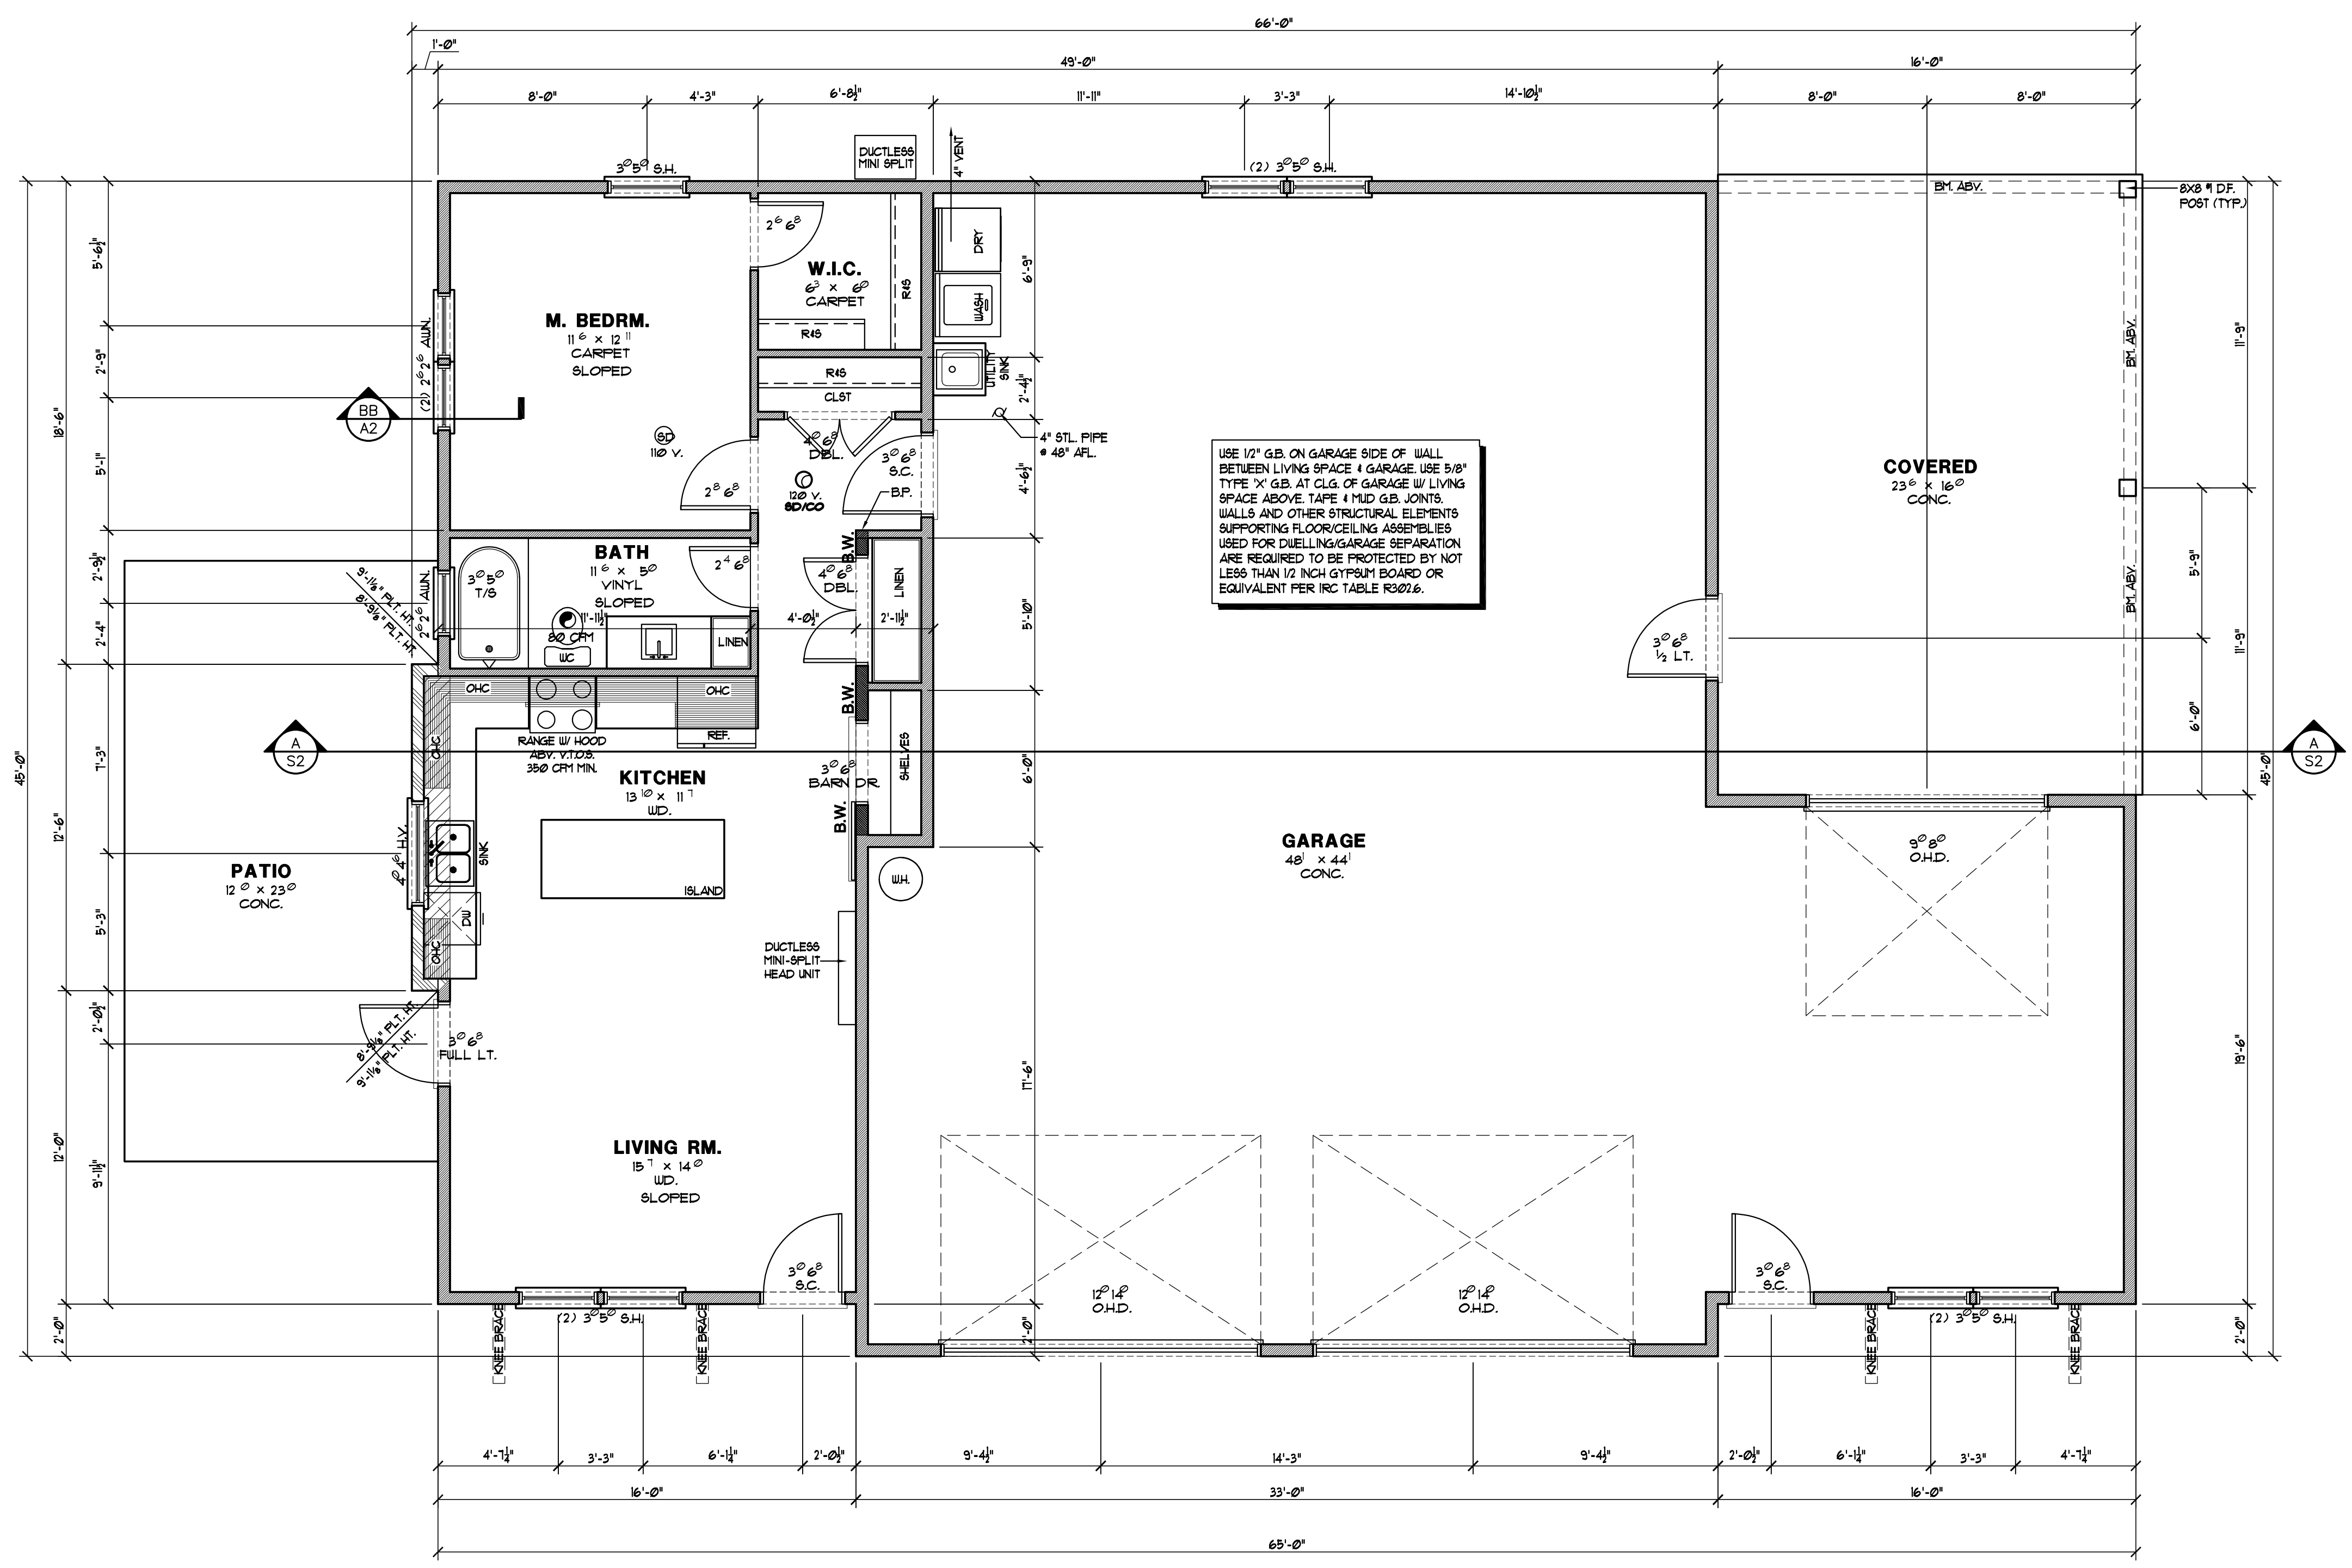 66'-0"
1'-0"
49'-0"
16'-0"
8'-0"
4'-3"
6'-8½"
11'-11"
3'-3"
14'-10½"
8'-0"
8'-0"
DUCTLESS
MINI SPLIT
4" VENT
3⁰5⁰ S.H.
(2) 3⁰5⁰ S.H.
BM. ABV.
8X8 #1 D.F.
POST (TYP.)
2⁶6⁸
W.I.C.
6³ x 6⁰
CARPET
R&S
R&S
DRY
WASH
UTILITY
SINK
M. BEDRM.
11⁶ x 12¹¹
CARPET
SLOPED
(2) 2⁶2⁶ AWN.
BB
A2
R&S
CLST
4⁰6⁸
DBL.
SD
110 V.
2⁸6⁸
120 V.
SD/CO
3⁰6⁸
S.C.
B.P.
4" STL. PIPE
@ 48" AFL.
USE 1/2" G.B. ON GARAGE SIDE OF WALL
BETWEEN LIVING SPACE & GARAGE. USE 5/8"
TYPE 'X' G.B. AT CLG. OF GARAGE W/ LIVING
SPACE ABOVE. TAPE & MUD G.B. JOINTS.
WALLS AND OTHER STRUCTURAL ELEMENTS
SUPPORTING FLOOR/CEILING ASSEMBLIES
USED FOR DWELLING/GARAGE SEPARATION
ARE REQUIRED TO BE PROTECTED BY NOT
LESS THAN 1/2 INCH GYPSUM BOARD OR
EQUIVALENT PER IRC TABLE R302.6.
COVERED
23⁶ x 16⁰
CONC.
BM. ABV.
BM. ABV.
5'-6½"
2'-9"
5'-1"
2'-9½"
2'-4"
7'-3"
5'-3"
2'-0½"
9'-11½"
18'-6"
12'-6"
12'-0"
2'-0"
45'-0"
6'-9"
2'-4½"
4'-6½"
5'-10"
6'-0"
17'-6"
2'-0"
11'-9"
11'-9"
5'-9"
6'-0"
19'-6"
2'-0"
45'-0"
9'-1⅛" PLT. HT.
8'-9⅛" PLT. HT.
2⁶2⁶ AWN.
BATH
11⁶ x 5⁰
VINYL
SLOPED
3⁰5⁰
T/S
2⁴6⁸
11'-11½"
4'-0½"
2'-11½"
80 CFM
WC
LINEN
B.W.
4⁰6⁸
DBL.
LINEN
B.W.
3⁰6⁸
½ LT.
OHC
OHC
OHC
REF.
RANGE W/ HOOD
ABV. V.T.O.S.
350 CFM MIN.
A
S2
A
S2
KITCHEN
13¹⁰ x 11⁷
WD.
3⁰6⁸
BARN DR.
SHELVES
B.W.
ISLAND
4⁰4⁶ H.V.
SINK
DW
OHC
PATIO
12⁰ x 23⁰
CONC.
W.H.
DUCTLESS
MINI-SPLIT
HEAD UNIT
GARAGE
48¹ x 44¹
CONC.
9⁰8⁰
O.H.D.
8'-9⅛" PLT. HT.
9'-1⅛" PLT. HT.
3⁰6⁸
FULL LT.
LIVING RM.
15⁷ x 14⁰
WD.
SLOPED
3⁰6⁸
S.C.
12⁰14⁰
O.H.D.
12⁰14⁰
O.H.D.
3⁰6⁸
S.C.
(2) 3⁰5⁰ S.H.
(2) 3⁰5⁰ S.H.
KNEE BRACE
KNEE BRACE
KNEE BRACE
KNEE BRACE
4'-7¼"
3'-3"
6'-1¼"
2'-0½"
9'-4½"
14'-3"
9'-4½"
2'-0½"
6'-1¼"
3'-3"
4'-7¼"
16'-0"
33'-0"
16'-0"
65'-0"